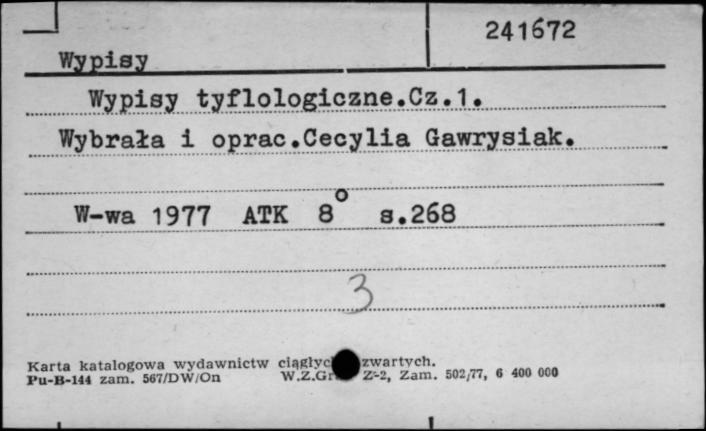 241672
Wypisy
Wypisy tyflologiczne.Cz.1.
Wybrała i oprac.Cecylia Gawrysiak.
W-wa 1977 ATK 8° s.268
3
Karta katalogowa wydawnictw zwartych.
Pu-B-144 zam. 567/DW/On W.Z.Gr Z-2, Zam. 502/77, 6 400 000